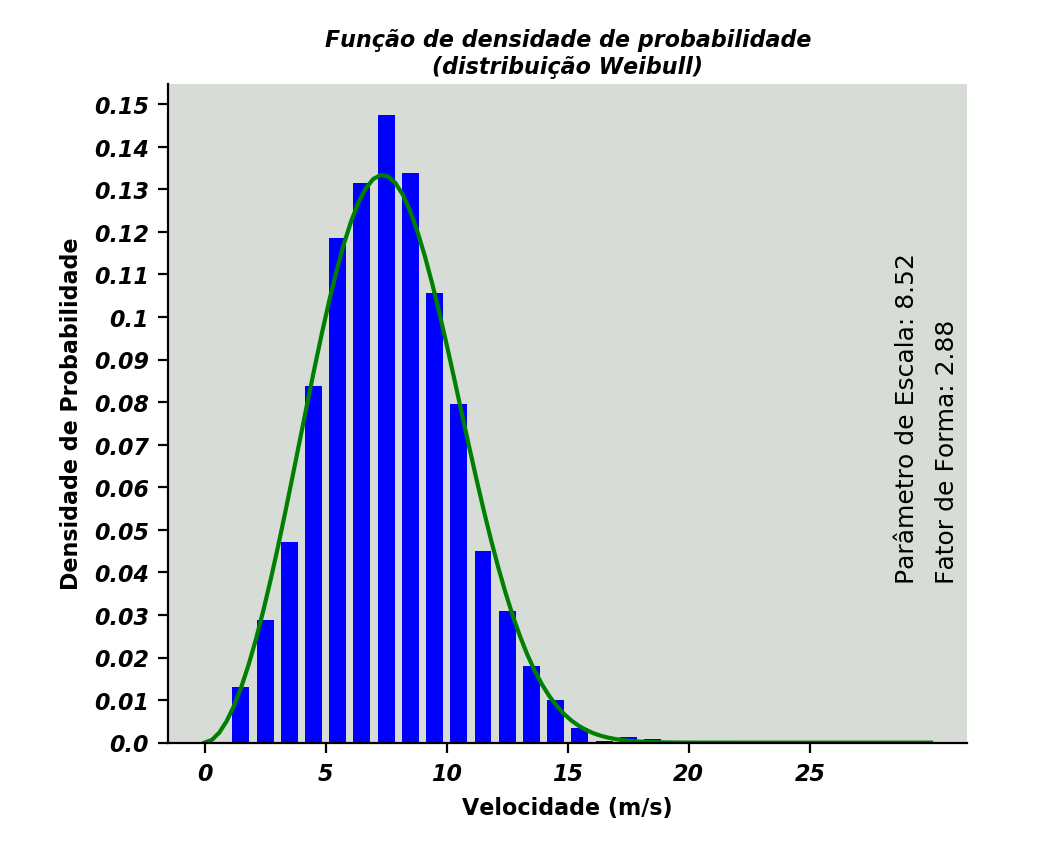 Função de densidade de probabilidade
(distribuição Weibull)
Densidade de Probabilidade
0.15
0.14
0.13
0.12
0.11
0.1
0.09
0.08
0.07
0.06
0.05
0.04
0.03
0.02
0.01
0.0
Parâmetro de Escala: 8.52
Fator de Forma: 2.88
0 5 10 15 20 25
Velocidade (m/s)